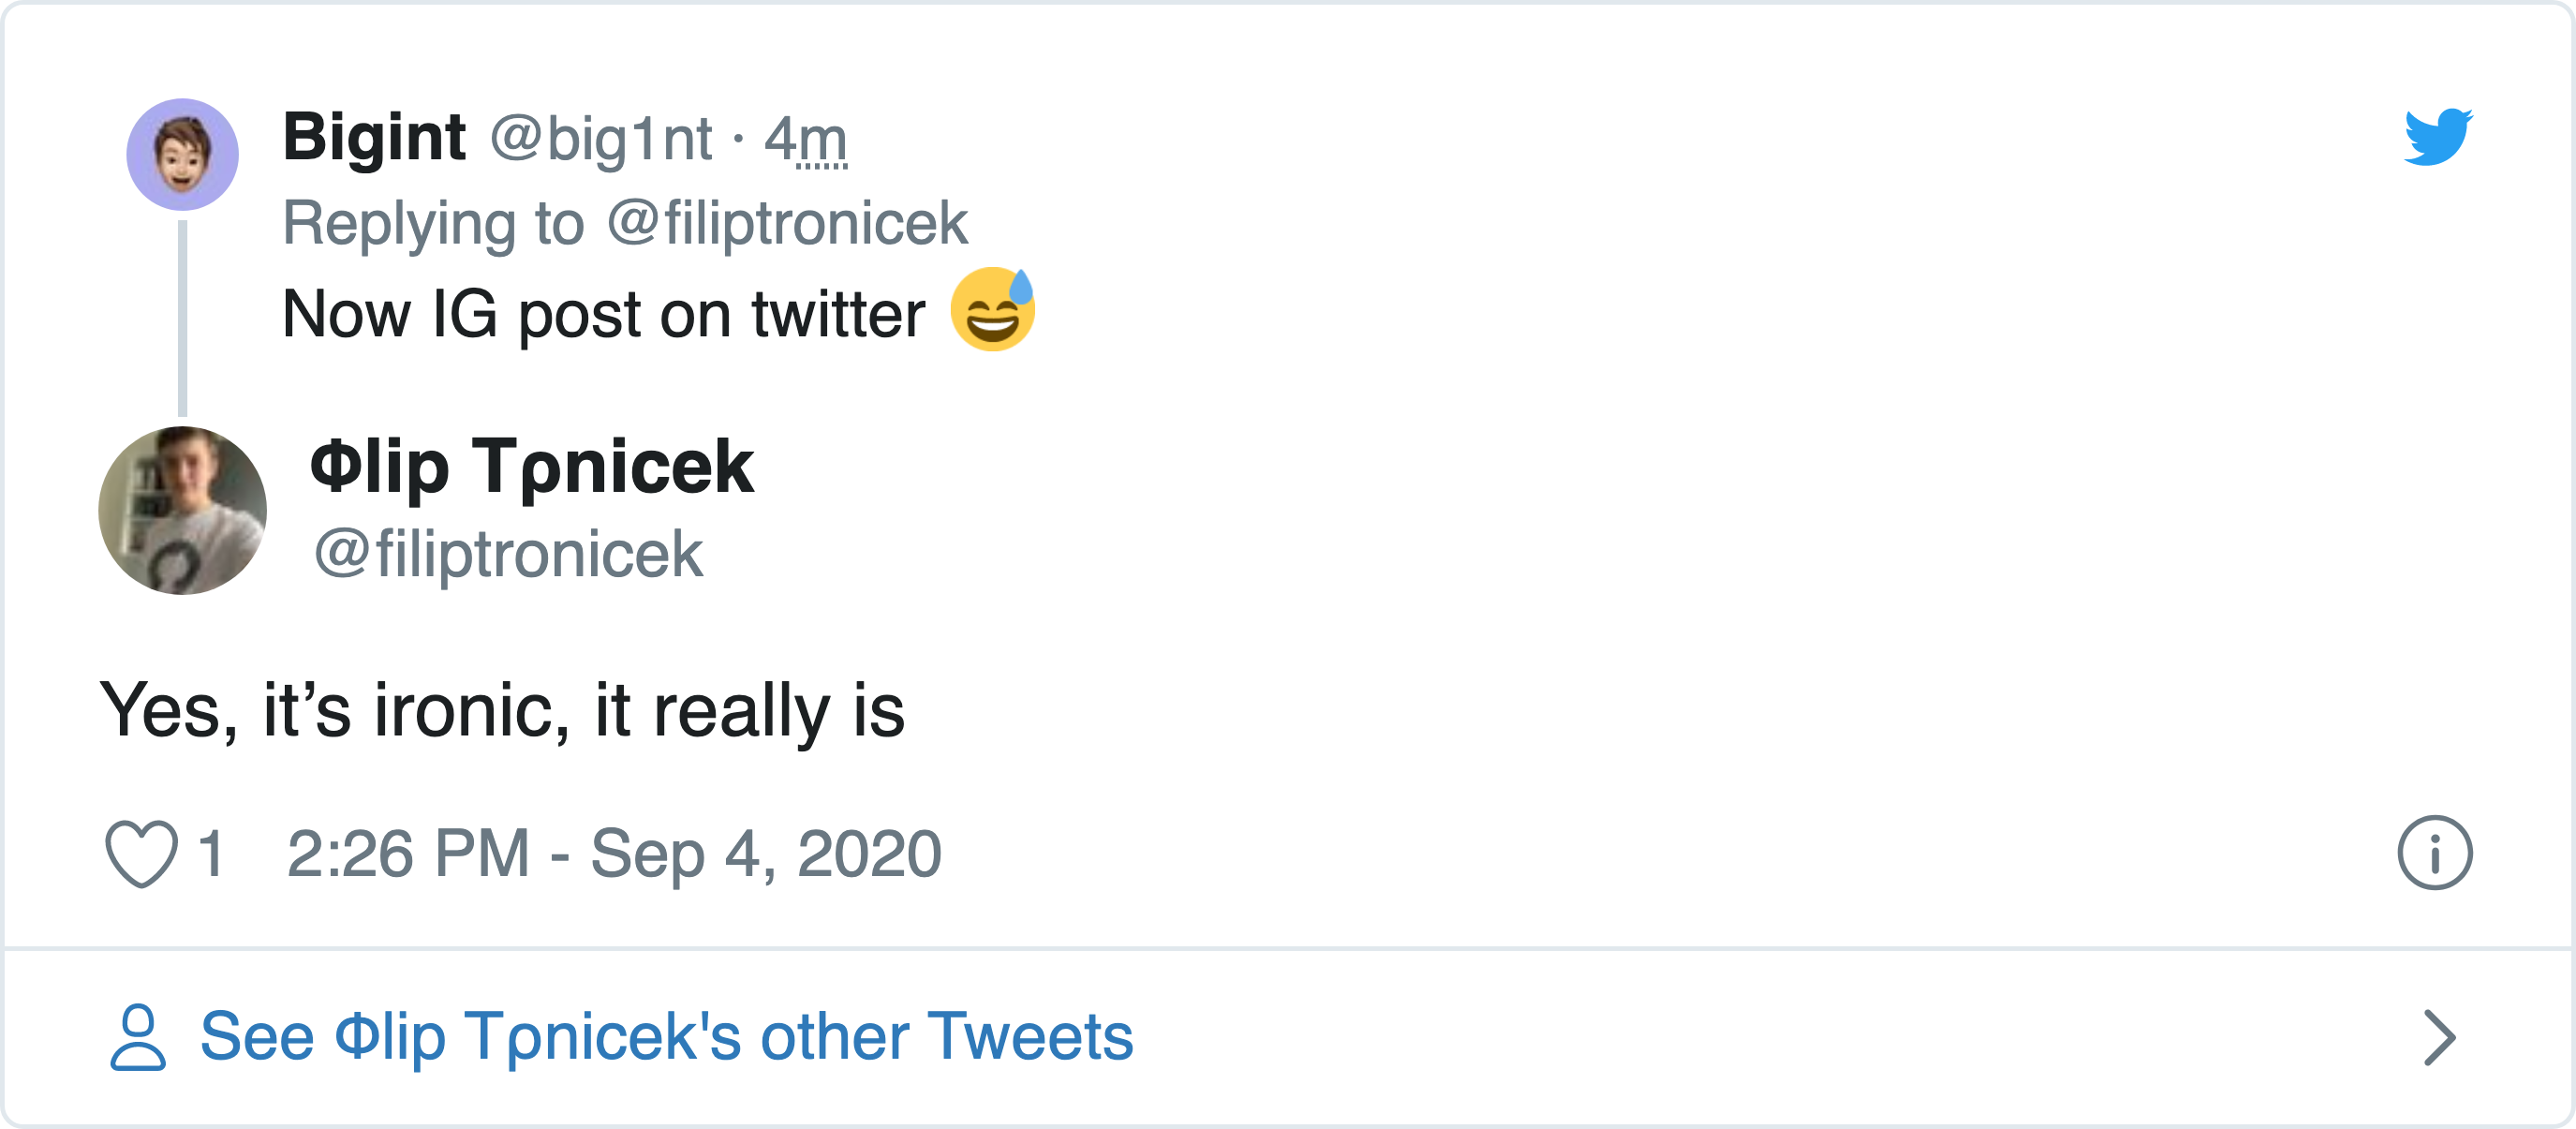 Bigint @big1nt · 4m
Replying to @filiptronicek
Now IG post on twitter 😅
Φlip Tρnicek
@filiptronicek
Yes, it’s ironic, it really is
1 2:26 PM - Sep 4, 2020
See Φlip Tρnicek's other Tweets